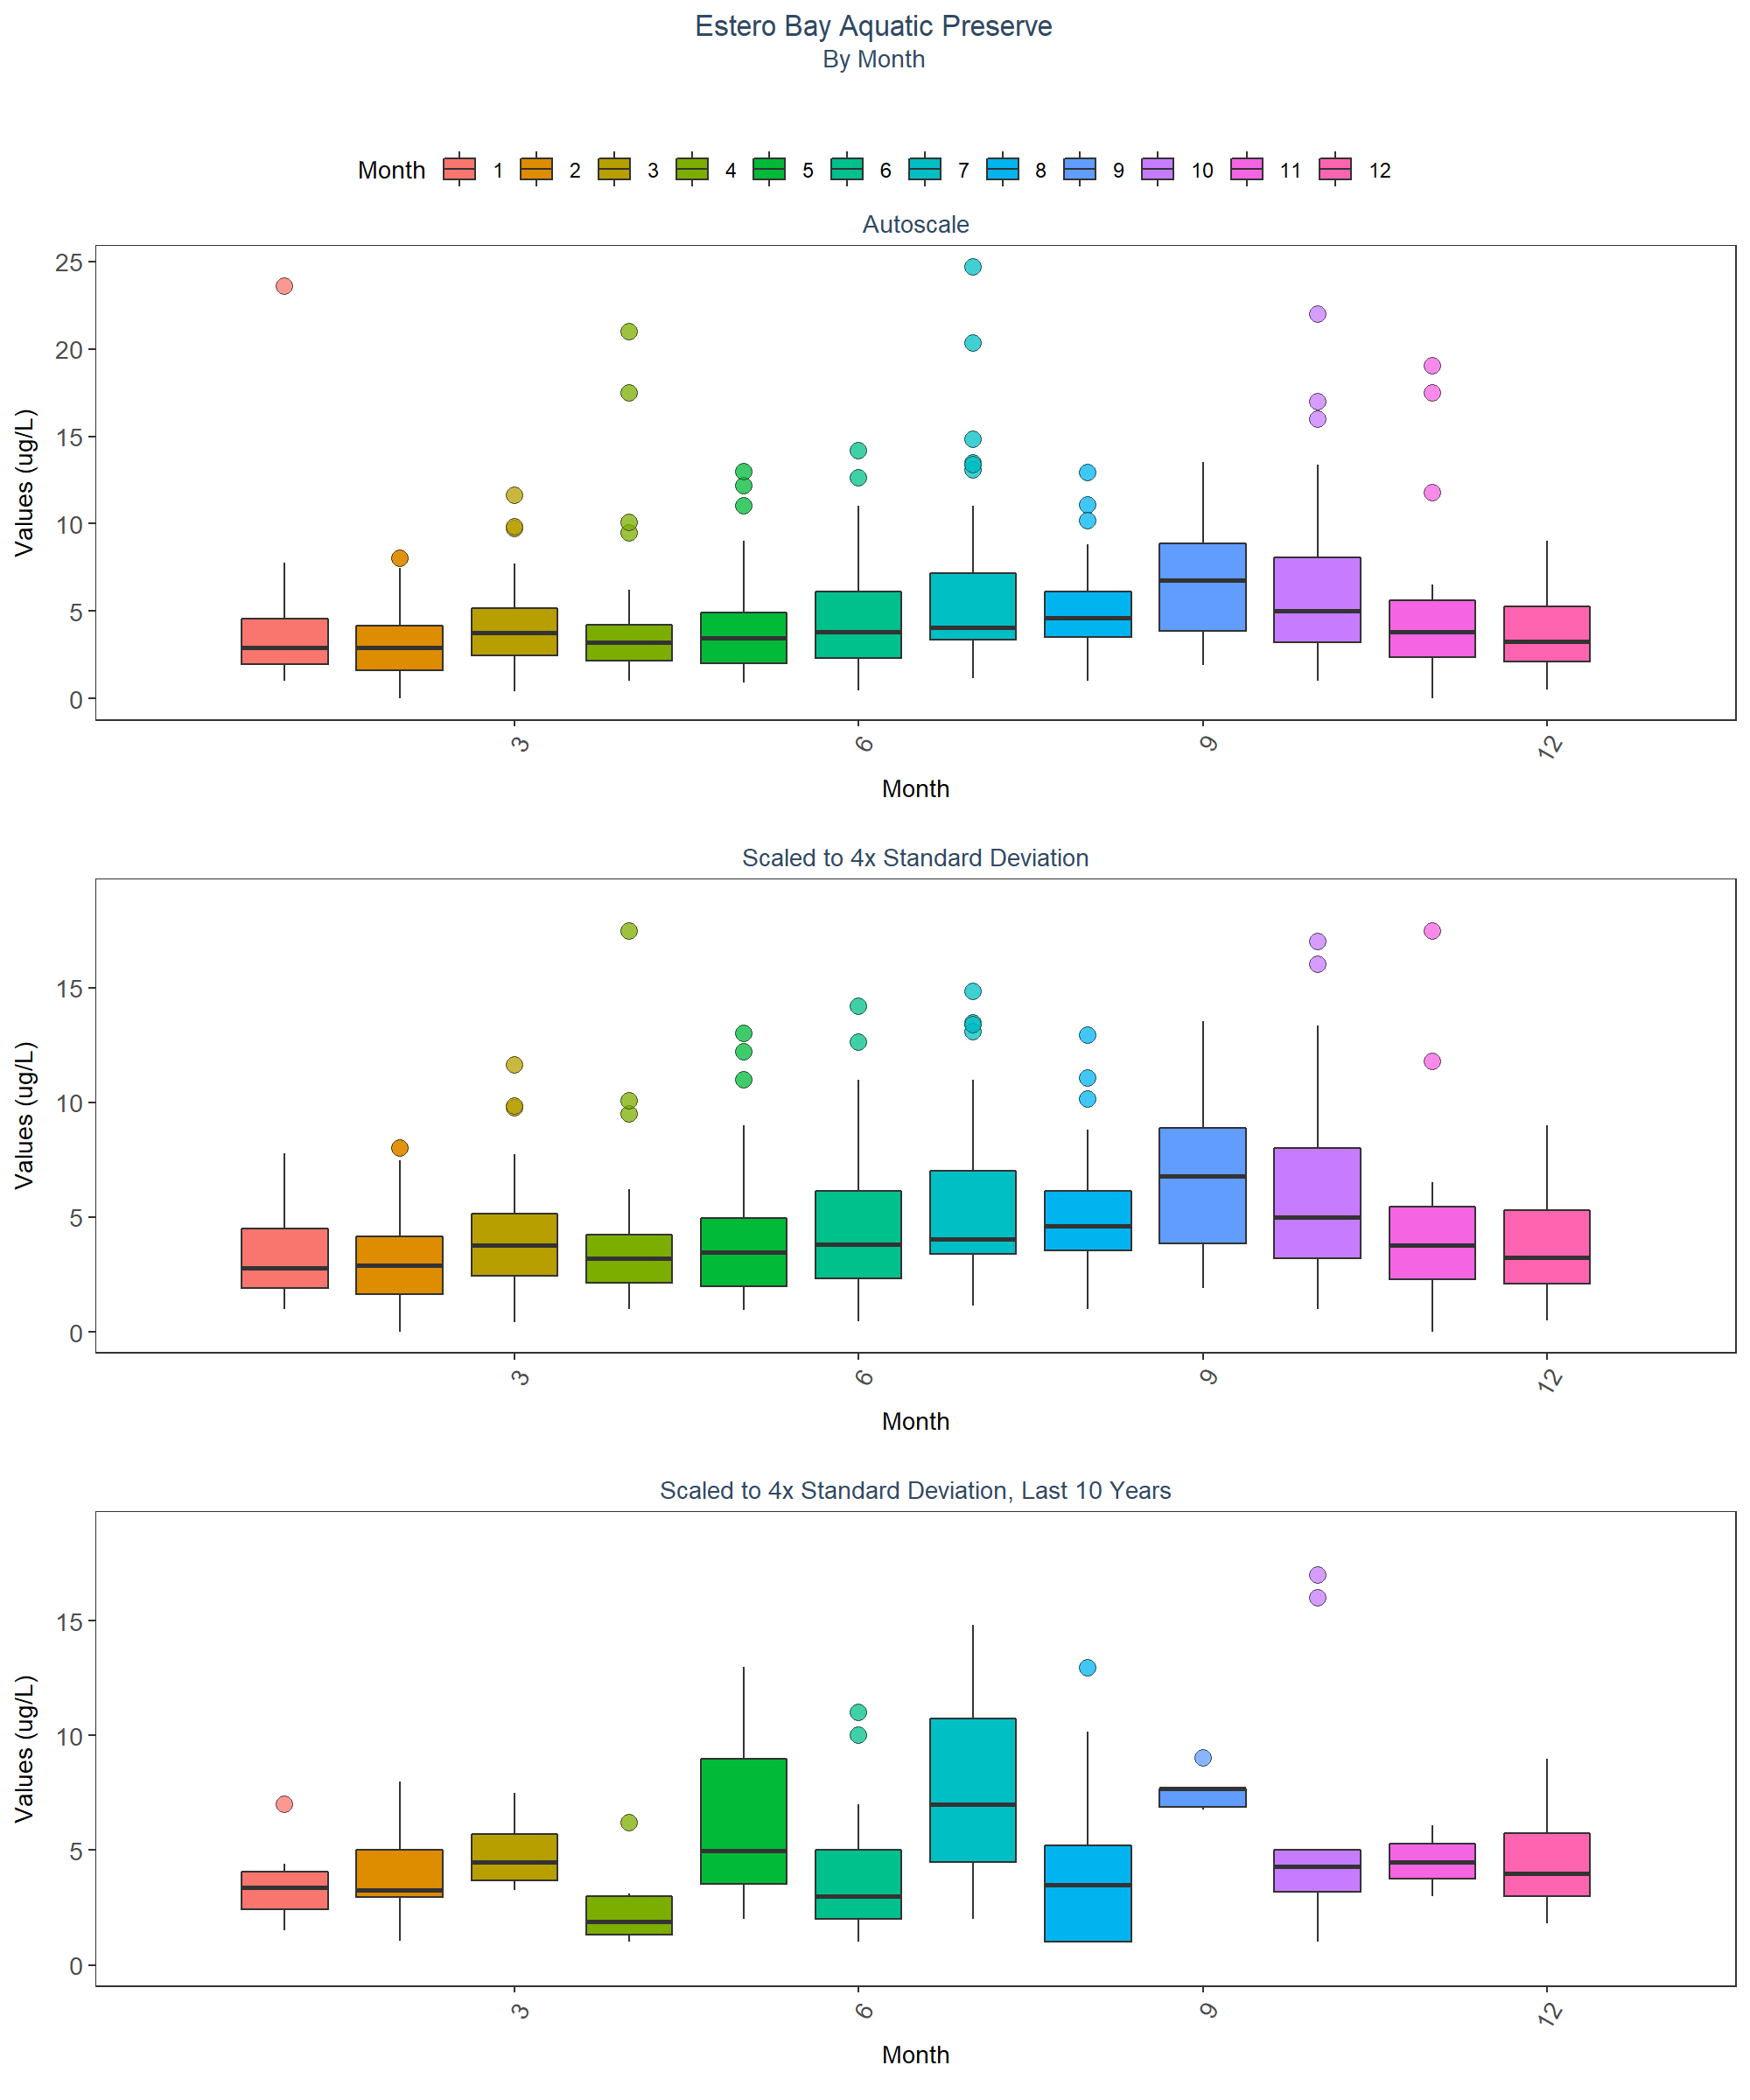 Estero Bay Aquatic Preserve
By Month
Month 1 2 3 4 5 6 7 8 9 10 11 12
Autoscale
Values (ug/L)
25
20
15
10
5
0
3 6 9 12
Month
Scaled to 4x Standard Deviation
Values (ug/L)
15
10
5
0
3 6 9 12
Month
Scaled to 4x Standard Deviation, Last 10 Years
Values (ug/L)
15
10
5
0
3 6 9 12
Month